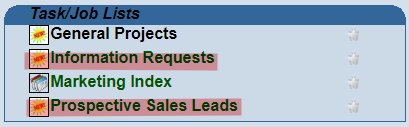 Task/Job Lists
General Projects
Information Requests
Marketing Index
Prospective Sales Leads